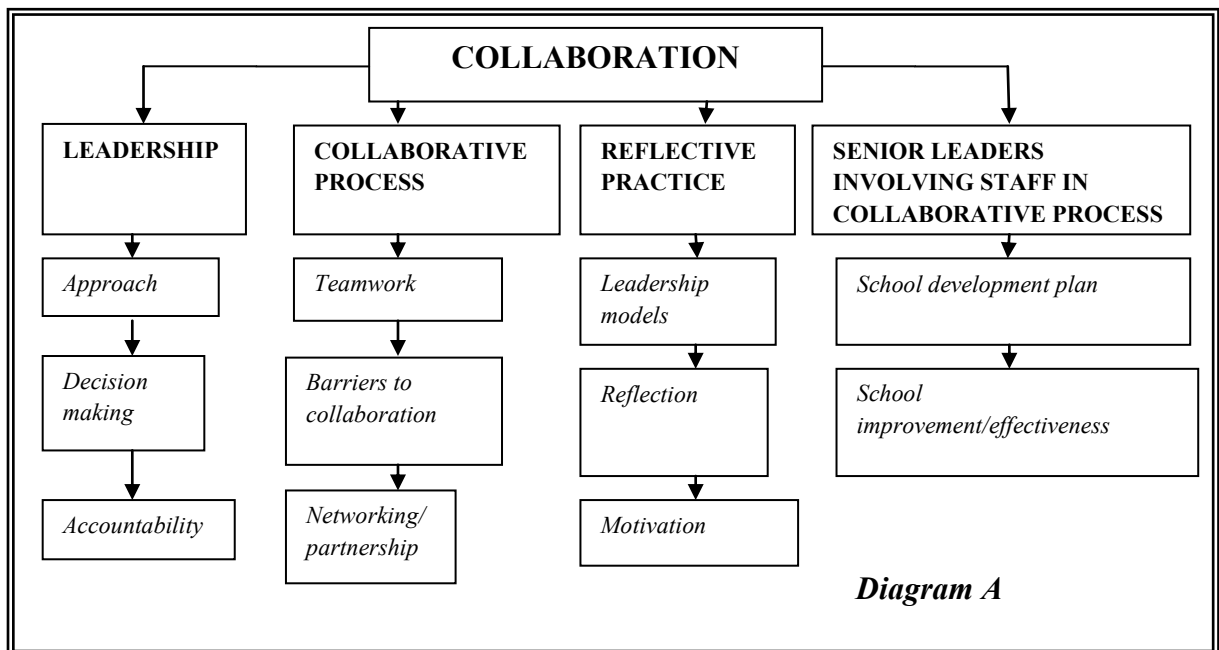 COLLABORATION
LEADERSHIP
Approach
Decision
making
Accountability
COLLABORATIVE
PROCESS
Teamwork
Barriers to
collaboration
Networking/
partnership
REFLECTIVE
PRACTICE
Leadership
models
Reflection
Motivation
SENIOR LEADERS
INVOLVING STAFF IN
COLLABORATIVE PROCESS
School development plan
School
improvement/effectiveness
Diagram A